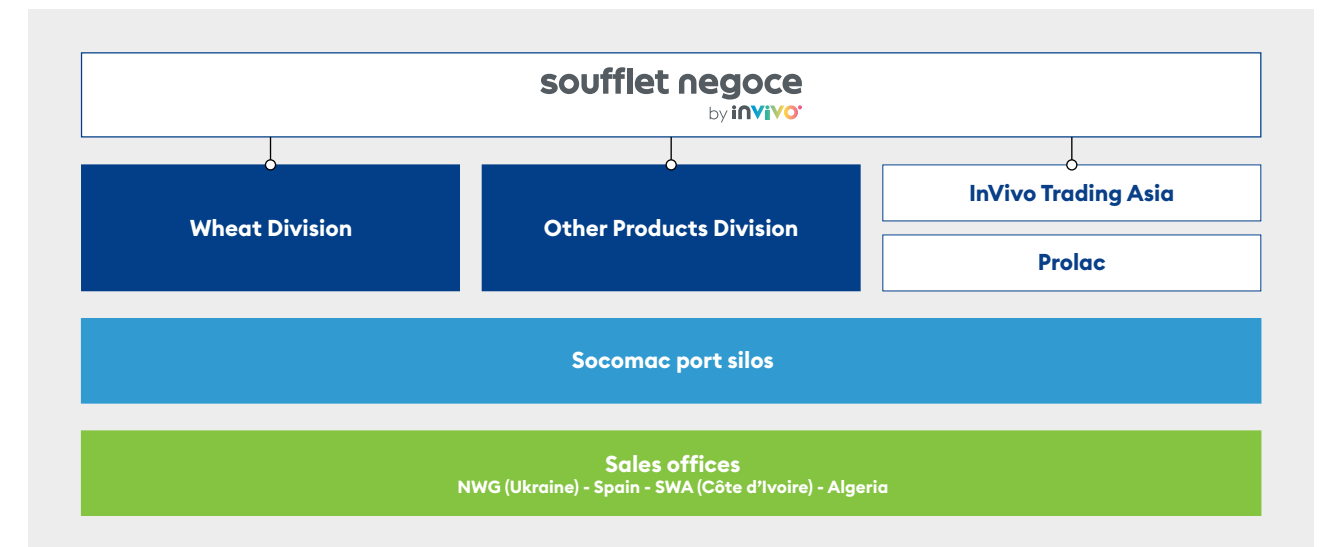 soufflet negoce
by invivo
Wheat Division
Other Products Division
InVivo Trading Asia
Prolac
Socomac port silos
Sales offices
NWG (Ukraine) - Spain - SWA (Côte d'Ivoire) - Algeria